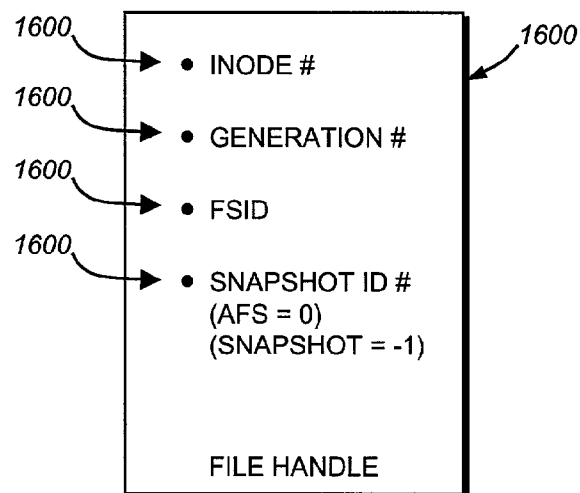 1600
1600
• INODE #
1600
• GENERATION #
1600
• FSID
1600
• SNAPSHOT ID #
(AFS = 0)
(SNAPSHOT = -1)
FILE HANDLE